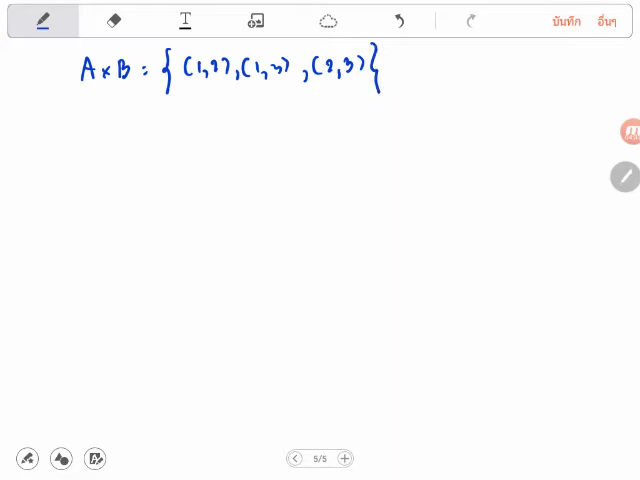 T บันทึก อื่นๆ
A × B = { (1,2), (1,3), (2,3) }
5/5